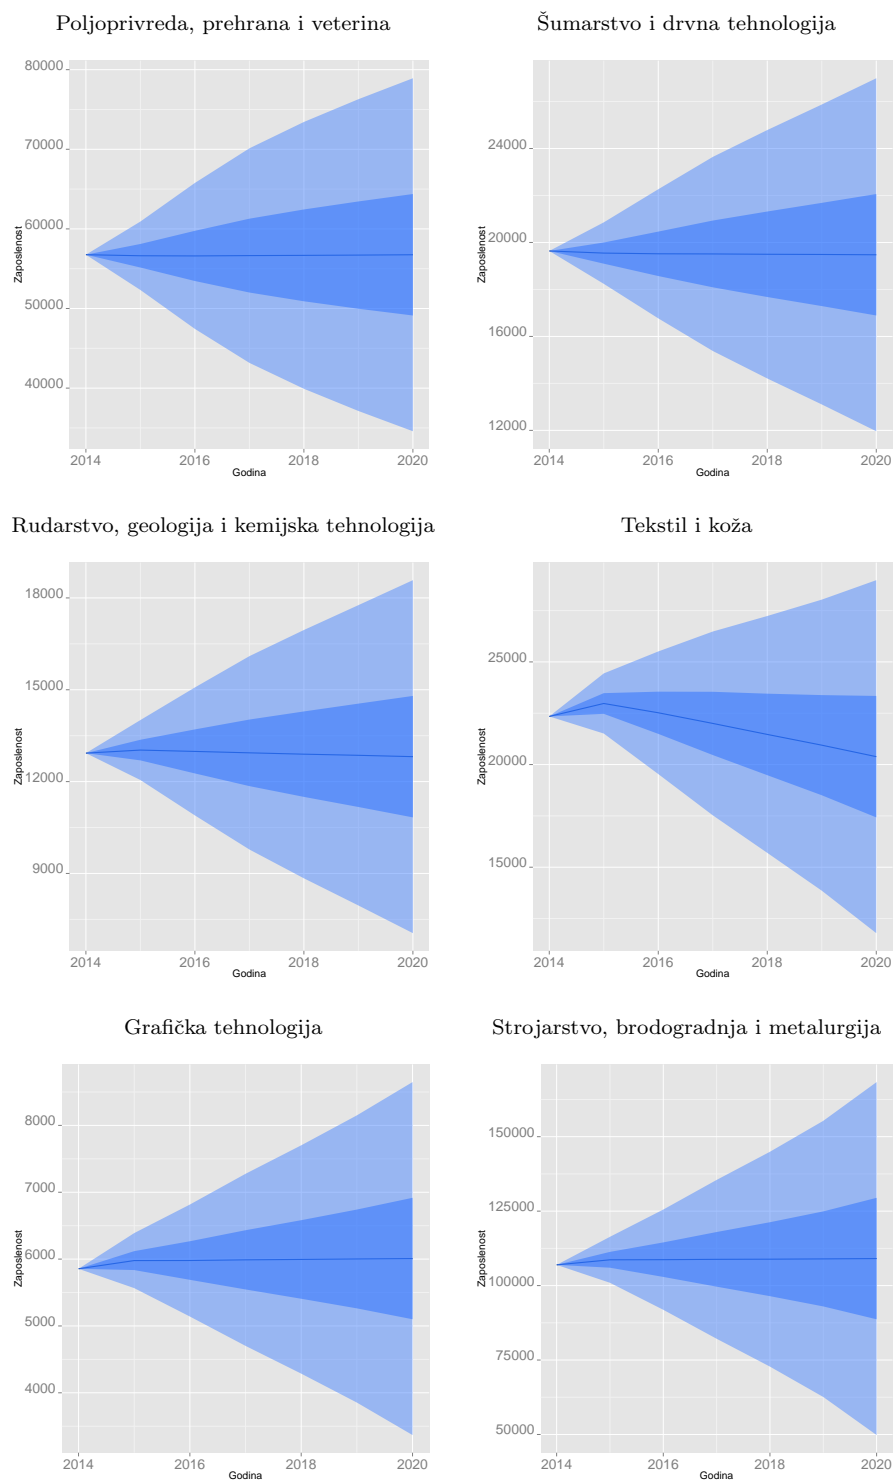 Poljoprivreda, prehrana i veterina
80000
70000
60000
50000
40000
Zaposlenost
2014 2016 2018 2020
Godina
Šumarstvo i drvna tehnologija
24000
20000
16000
12000
Zaposlenost
2014 2016 2018 2020
Godina
Rudarstvo, geologija i kemijska tehnologija
18000
15000
12000
9000
Zaposlenost
2014 2016 2018 2020
Godina
Tekstil i koža
25000
20000
15000
Zaposlenost
2014 2016 2018 2020
Godina
Grafička tehnologija
8000
7000
6000
5000
4000
Zaposlenost
2014 2016 2018 2020
Godina
Strojarstvo, brodogradnja i metalurgija
150000
125000
100000
75000
50000
Zaposlenost
2014 2016 2018 2020
Godina